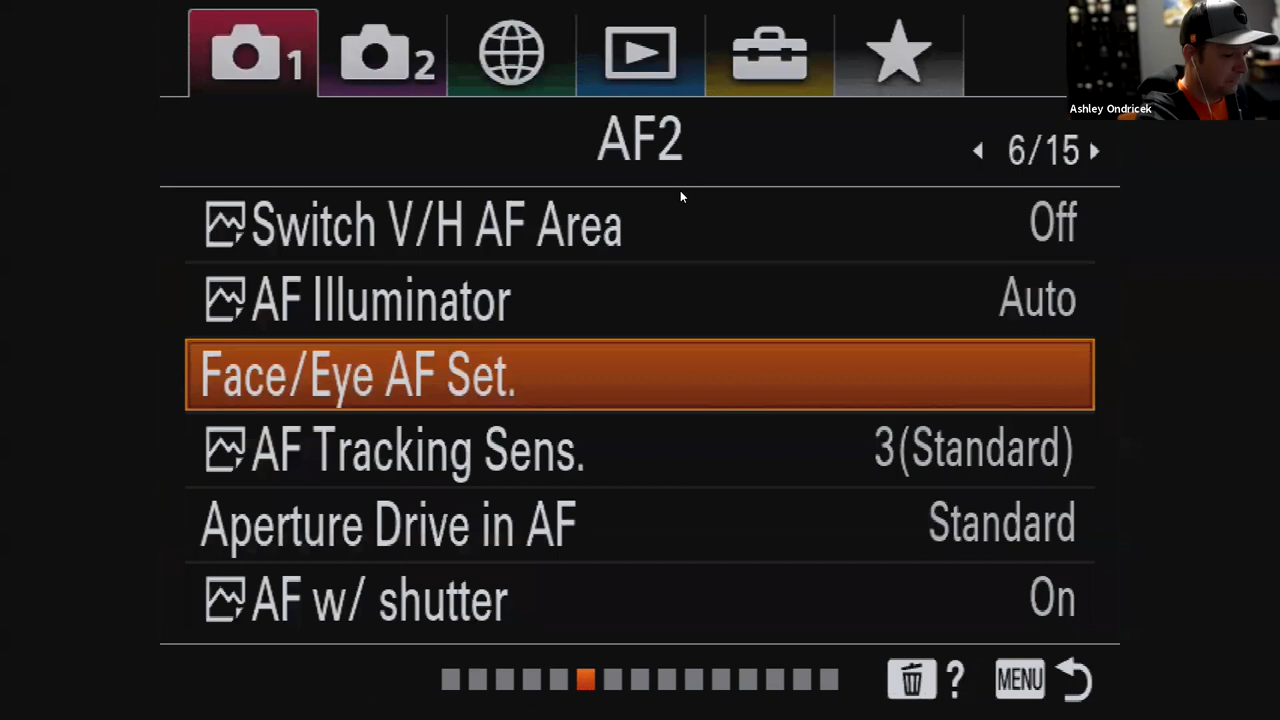 1
2
Ashley Ondricek
AF2
6/15
Switch V/H AF Area Off
AF Illuminator Auto
Face/Eye AF Set.
AF Tracking Sens. 3(Standard)
Aperture Drive in AF Standard
AF w/ shutter On
? MENU